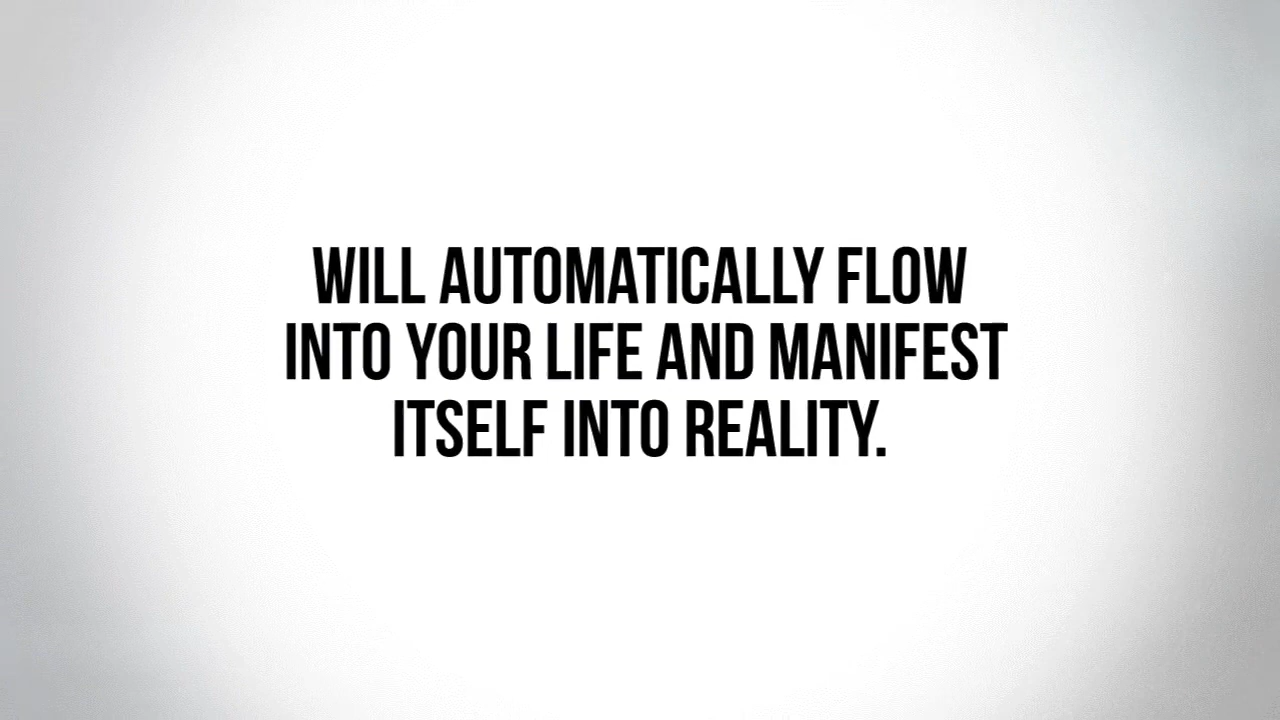 WILL AUTOMATICALLY FLOW
INTO YOUR LIFE AND MANIFEST
ITSELF INTO REALITY.